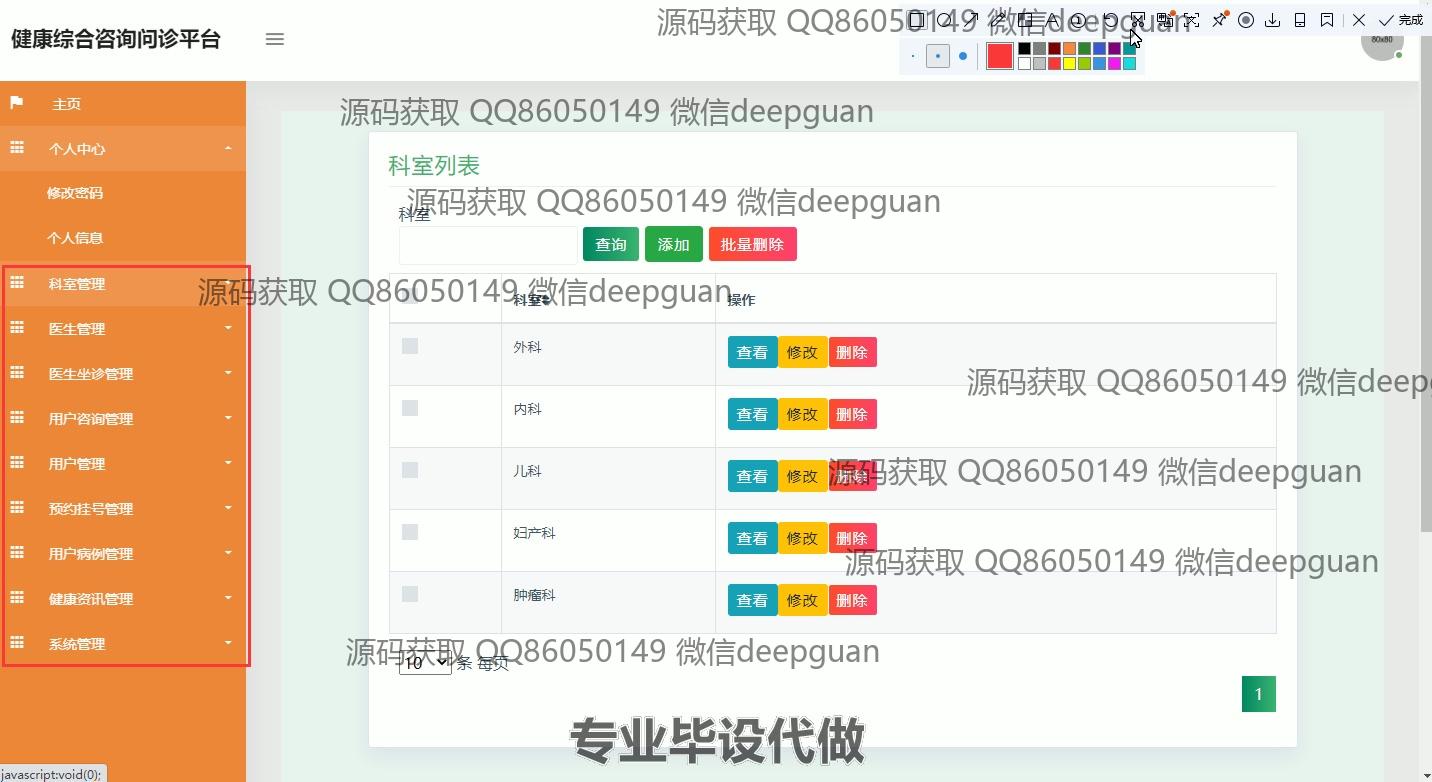 源码获取 QQ86050149 微信deepguan
完成
健康综合咨询问诊平台
80x80
主页
源码获取 QQ86050149 微信deepguan
个人中心
科室列表
修改密码
源码获取 QQ86050149 微信deepguan
科室
个人信息
查询 添加 批量删除
科室管理
源码获取 QQ86050149 微信deepguan
科室 操作
医生管理
外科 查看 修改 删除
医生坐诊管理
源码获取 QQ86050149 微信deep
用户咨询管理
内科 查看 修改 删除
用户管理
儿科 查看 修改 删除
源码获取 QQ86050149 微信deepguan
预约挂号管理
妇产科 查看 修改 删除
用户病例管理
源码获取 QQ86050149 微信deepguan
健康资讯管理
肿瘤科 查看 修改 删除
系统管理
源码获取 QQ86050149 微信deepguan
10 条 每页
1
专业毕设代做
javascript:void(0);